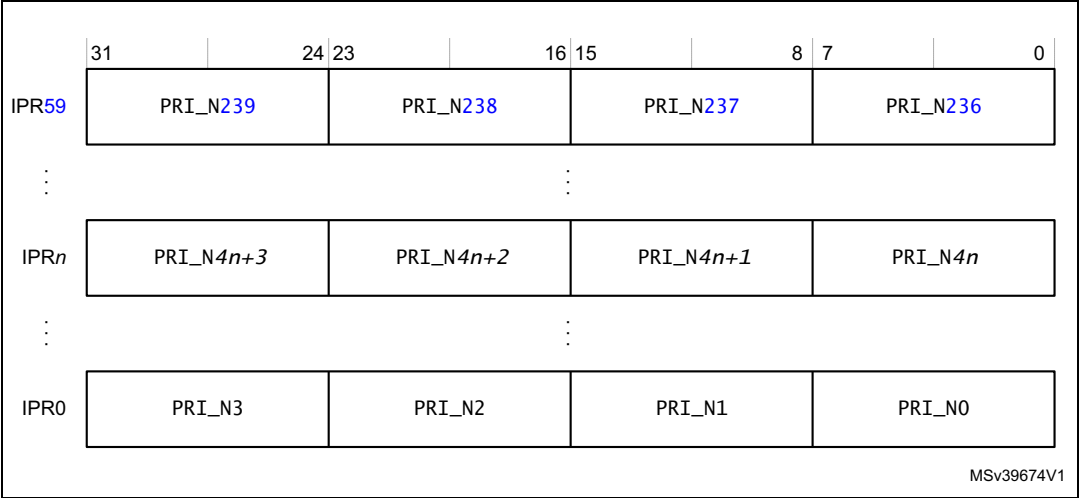 31 24 23 16 15 8 7 0
IPR59 PRI_N239 PRI_N238 PRI_N237 PRI_N236
IPRn PRI_N4n+3 PRI_N4n+2 PRI_N4n+1 PRI_N4n
IPR0 PRI_N3 PRI_N2 PRI_N1 PRI_N0
MSv39674V1